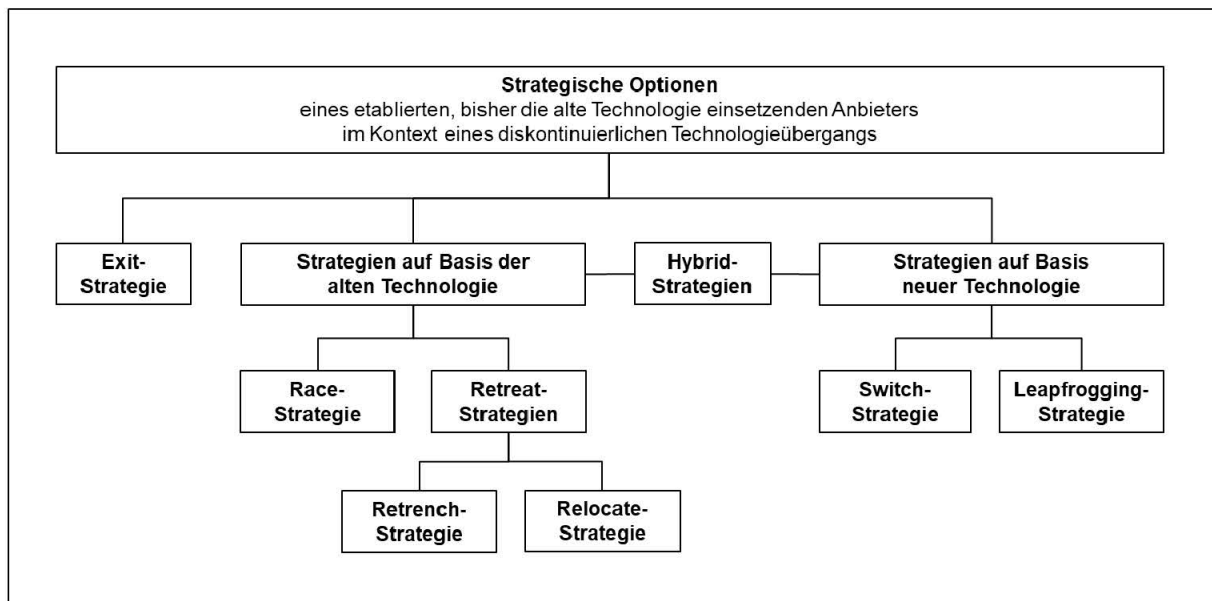 Strategische Optionen
eines etablierten, bisher die alte Technologie einsetzenden Anbieters
im Kontext eines diskontinuierlichen Technologieübergangs
Exit-
Strategie
Strategien auf Basis der
alten Technologie
Hybrid-
Strategien
Strategien auf Basis
neuer Technologie
Race-
Strategie
Retreat-
Strategien
Switch-
Strategie
Leapfrogging-
Strategie
Retrench-
Strategie
Relocate-
Strategie